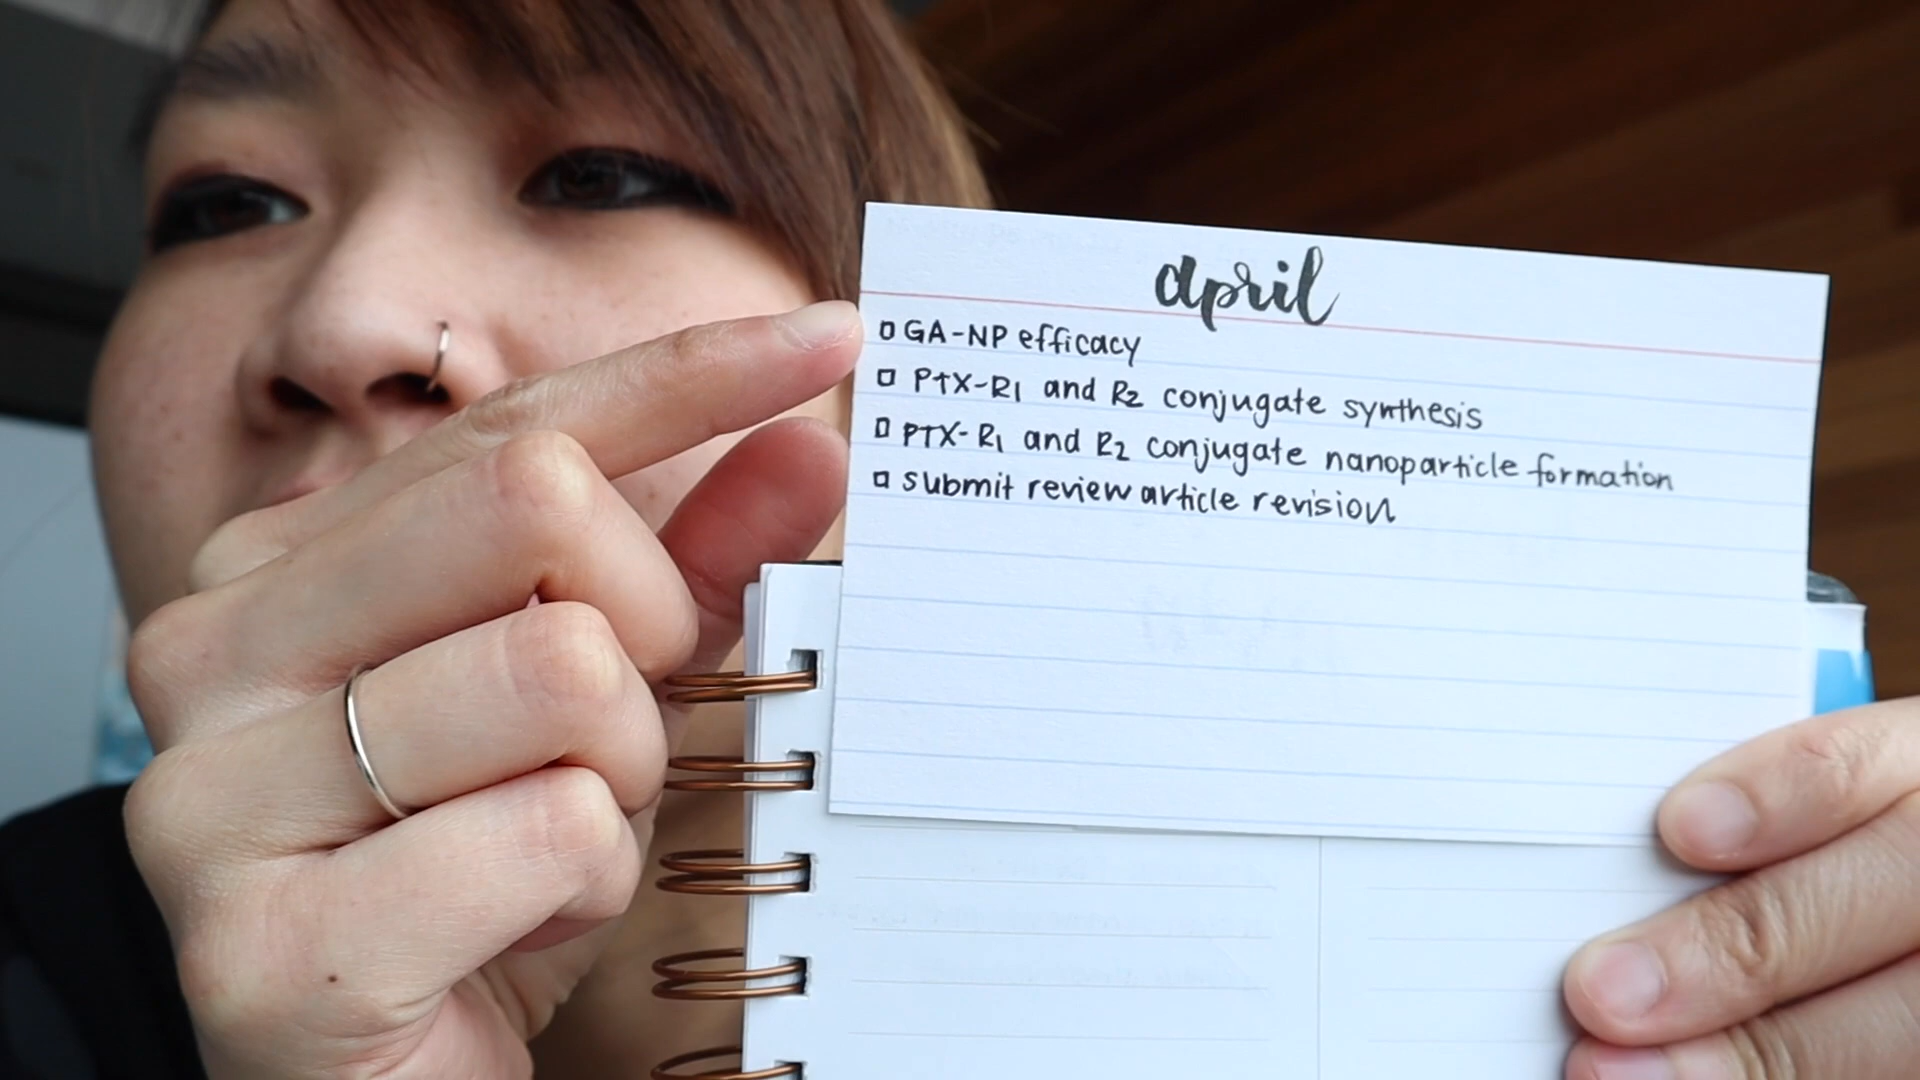 april
GA-NP efficacy
PTX-R1 and R2 conjugate synthesis
PTX-R1 and R2 conjugate nanoparticle formation
submit review article revision